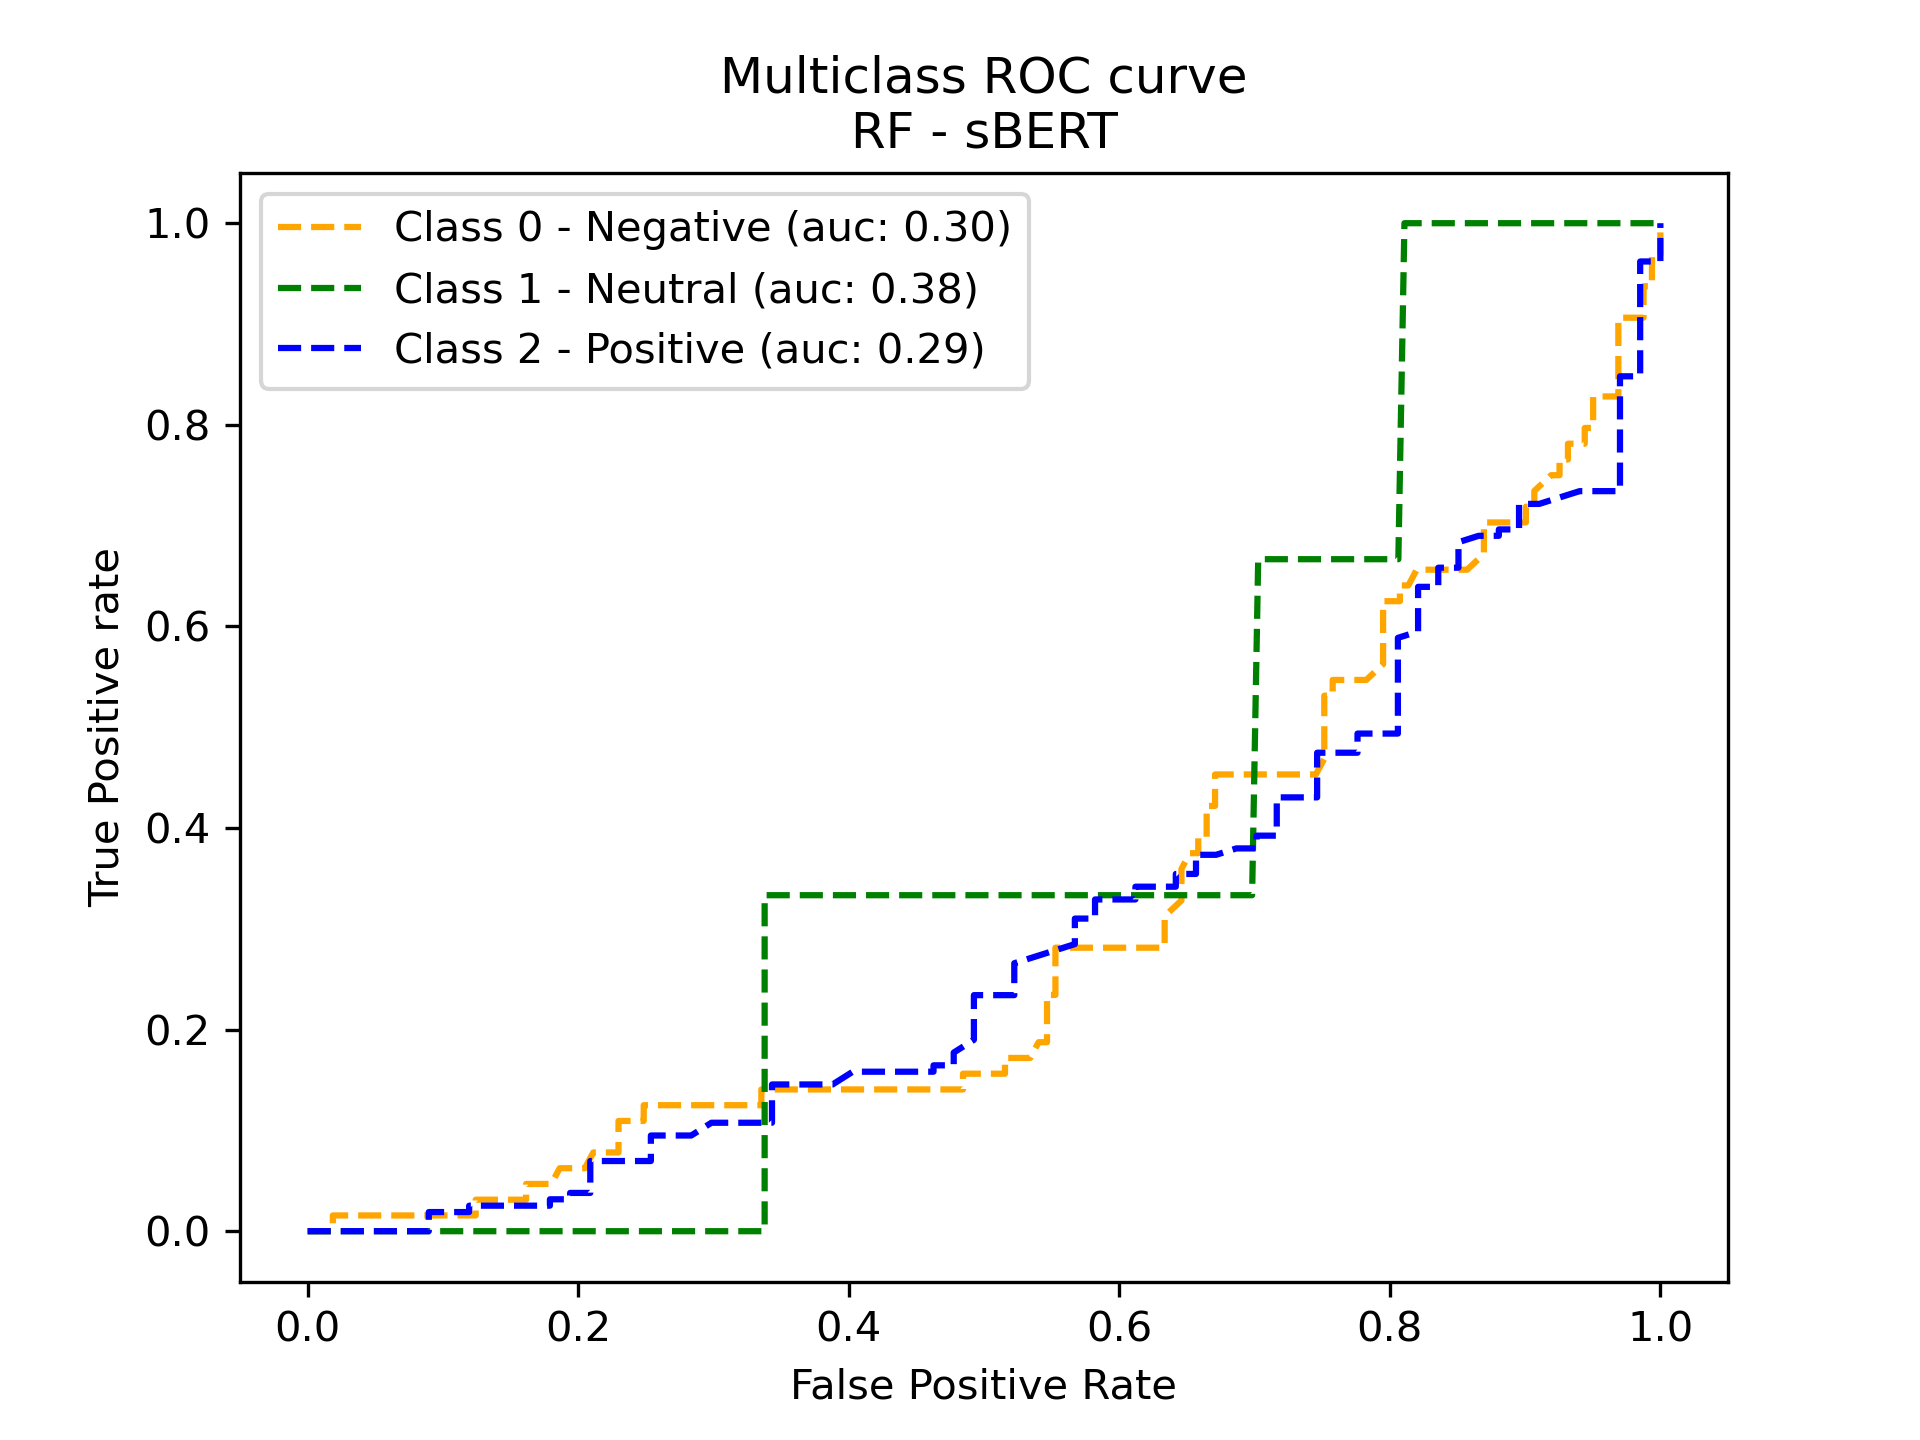 Multiclass ROC curve
RF - sBERT
Class 0 - Negative (auc: 0.30)
Class 1 - Neutral (auc: 0.38)
Class 2 - Positive (auc: 0.29)
True Positive rate
1.0
0.8
0.6
0.4
0.2
0.0
0.0 0.2 0.4 0.6 0.8 1.0
False Positive Rate